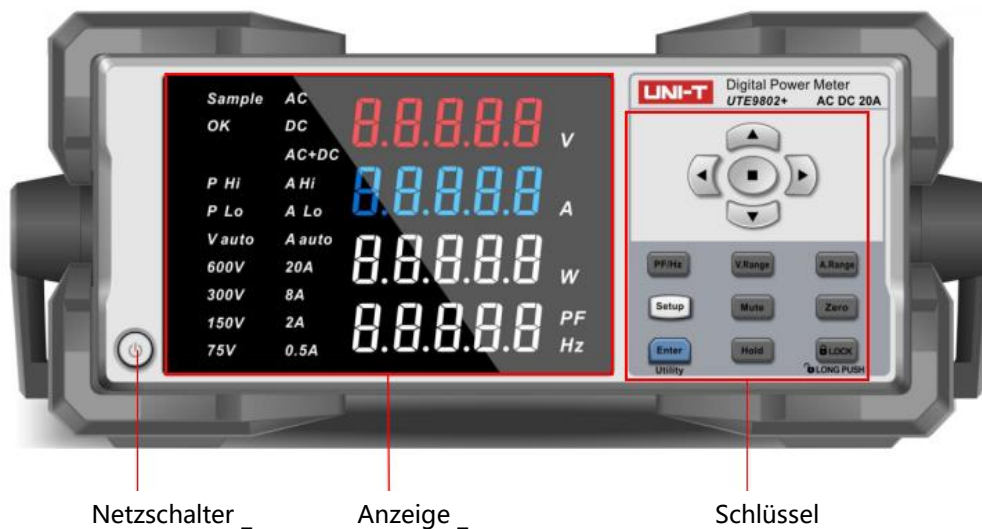 UNI-T Digital Power Meter
UTE9802+ AC DC 20A
Sample AC
OK DC
AC+DC
P Hi A Hi
P Lo A Lo
V auto A auto
600V 20A
300V 8A
150V 2A
75V 0.5A
8.8.8.8.8 V
8.8.8.8.8 A
8.8.8.8.8 W
8.8.8.8.8 PF
Hz
PF/Hz V.Range A.Range
Setup Mute Zero
Enter Hold LOCK
Utility LONG PUSH
Netzschalter _ Anzeige _ Schlüssel